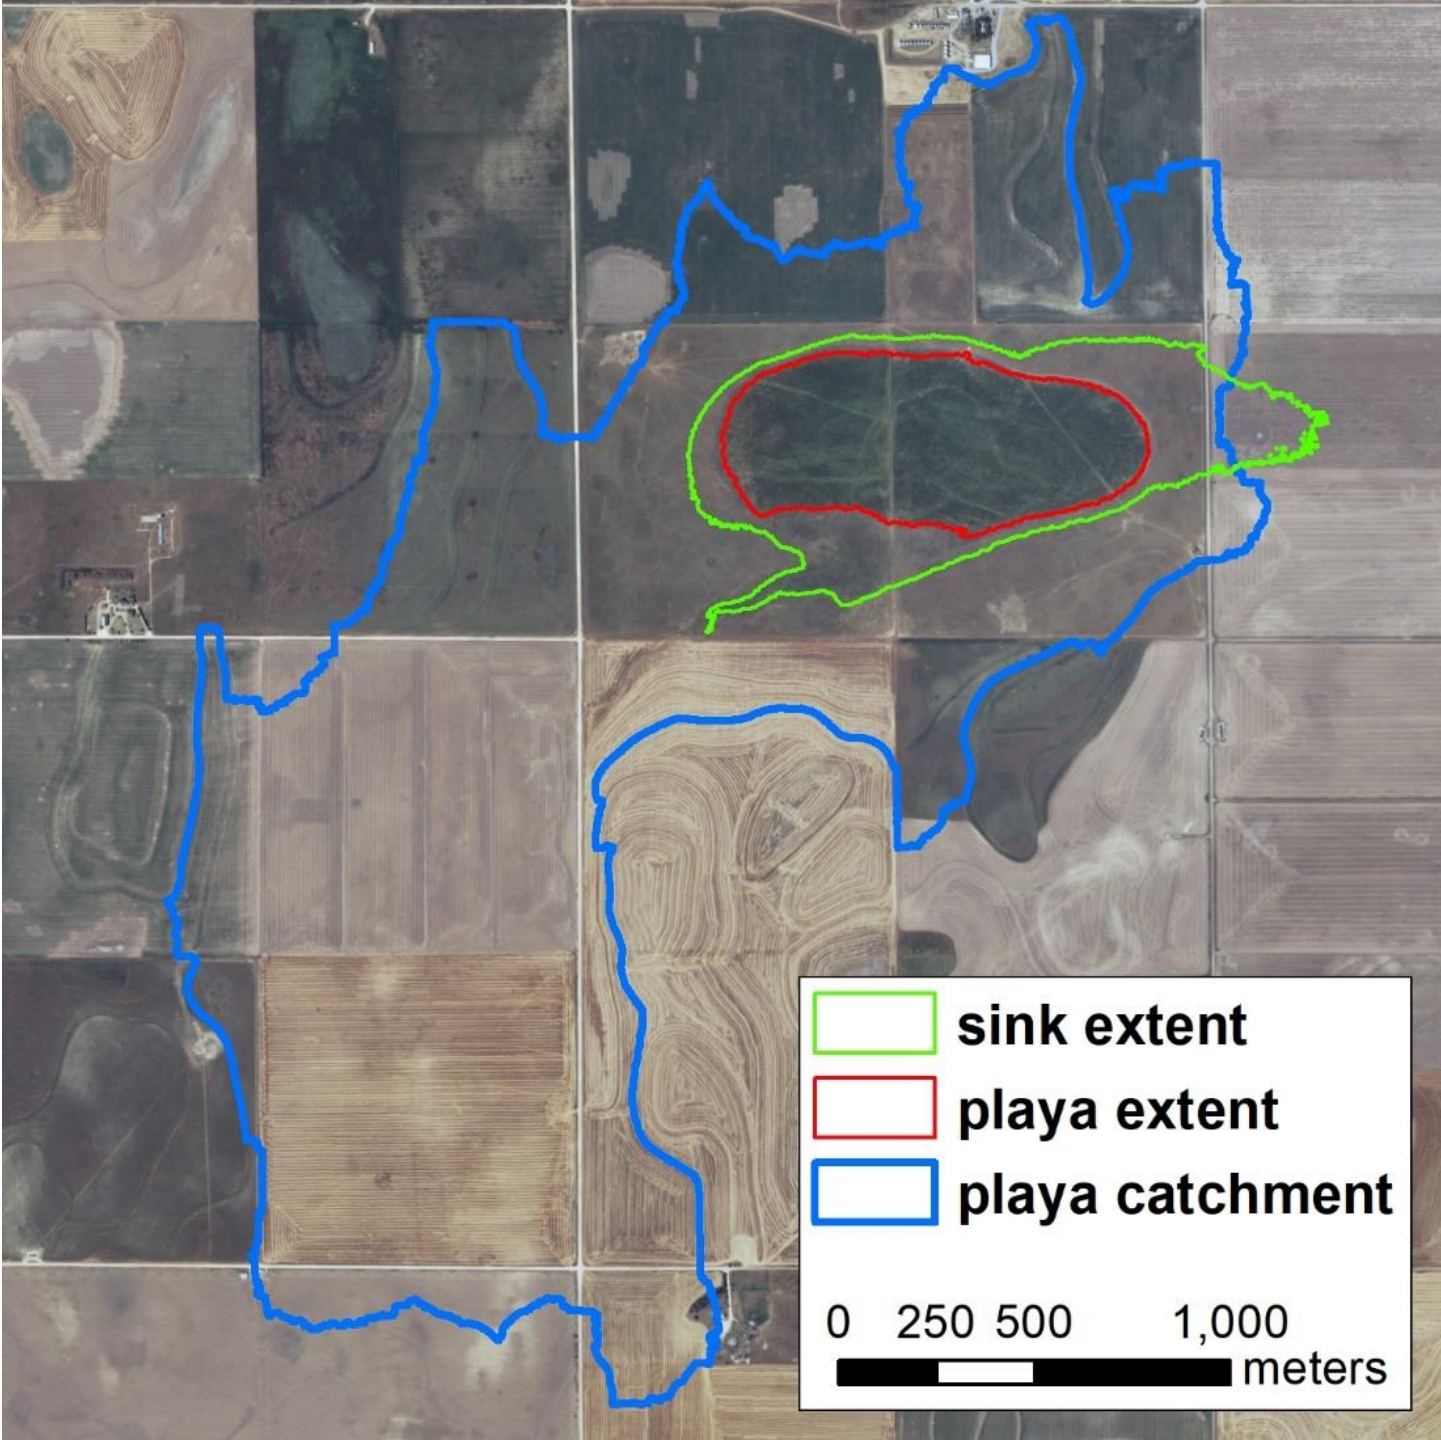 sink extent
playa extent
playa catchment
0 250 500 1,000
meters